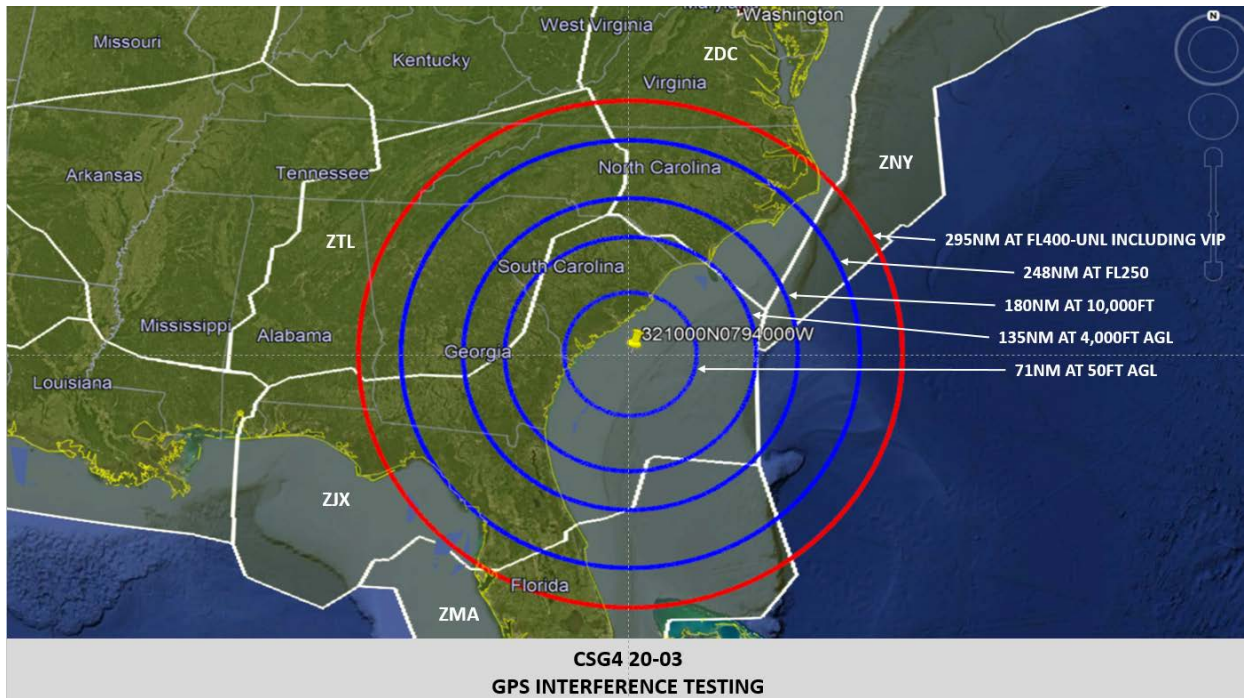 Maryland
Washington
West Virginia
ZDC
Missouri
Kentucky
Virginia
ZNY
Arkansas
Tennessee
North Carolina
ZTL
295NM AT FL400-UNL INCLUDING VIP
South Carolina
248NM AT FL250
180NM AT 10,000FT
Mississippi
Alabama
321000N0794000W
135NM AT 4,000FT AGL
Georgia
71NM AT 50FT AGL
Louisiana
ZJX
Florida
ZMA
N
CSG4 20-03
GPS INTERFERENCE TESTING